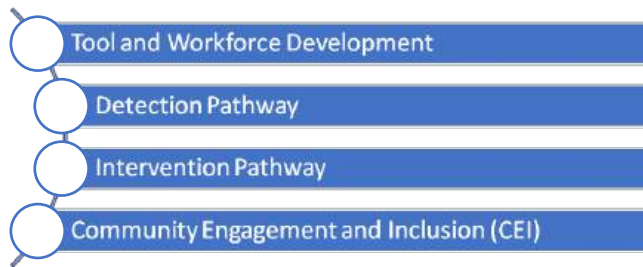 Tool and Workforce Development
Detection Pathway
Intervention Pathway
Community Engagement and Inclusion (CEI)